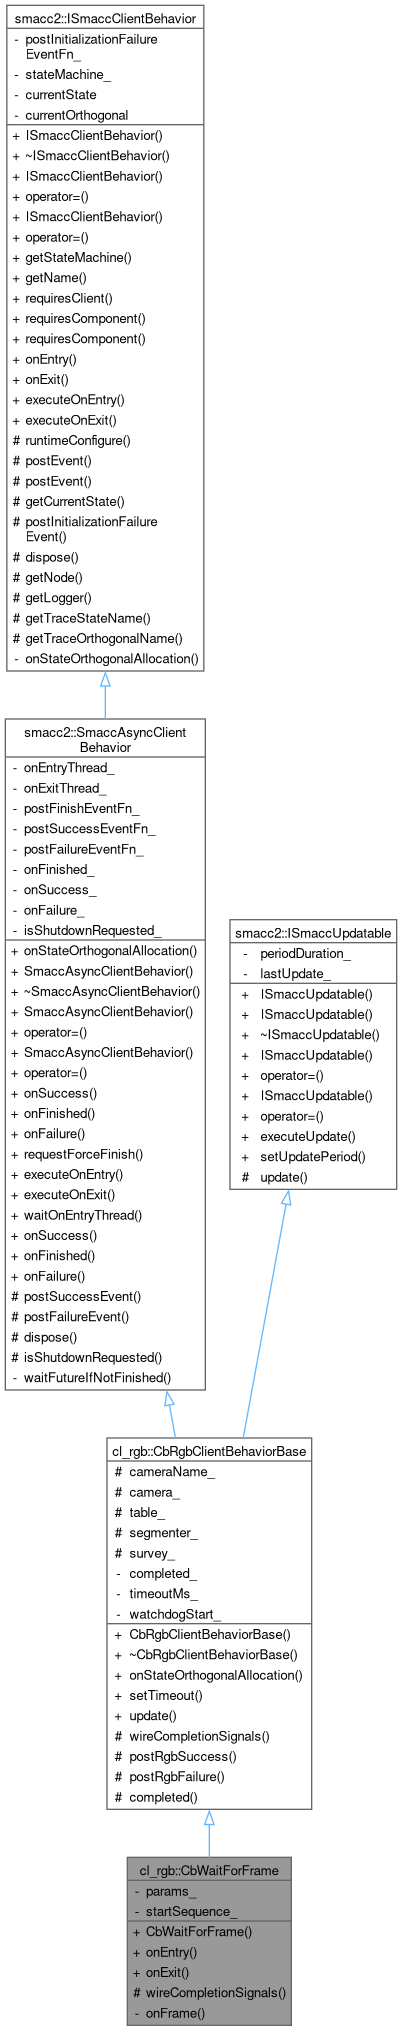 smacc2::ISmaccClientBehavior
- postInitializationFailure
EventFn_
- stateMachine_
- currentState
- currentOrthogonal
+ ISmaccClientBehavior()
+ ~ISmaccClientBehavior()
+ ISmaccClientBehavior()
+ operator=()
+ ISmaccClientBehavior()
+ operator=()
+ getStateMachine()
+ getName()
+ requiresClient()
+ requiresComponent()
+ requiresComponent()
+ onEntry()
+ onExit()
+ executeOnEntry()
+ executeOnExit()
# runtimeConfigure()
# postEvent()
# postEvent()
# getCurrentState()
# postInitializationFailure
Event()
# dispose()
# getNode()
# getLogger()
# getTraceStateName()
# getTraceOrthogonalName()
- onStateOrthogonalAllocation()
smacc2::SmaccAsyncClient
Behavior
- onEntryThread_
- onExitThread_
- postFinishEventFn_
- postSuccessEventFn_
- postFailureEventFn_
- onFinished_
- onSuccess_
- onFailure_
- isShutdownRequested_
+ onStateOrthogonalAllocation()
+ SmaccAsyncClientBehavior()
+ ~SmaccAsyncClientBehavior()
+ SmaccAsyncClientBehavior()
+ operator=()
+ SmaccAsyncClientBehavior()
+ operator=()
+ onSuccess()
+ onFinished()
+ onFailure()
+ requestForceFinish()
+ executeOnEntry()
+ executeOnExit()
+ waitOnEntryThread()
+ onSuccess()
+ onFinished()
+ onFailure()
# postSuccessEvent()
# postFailureEvent()
# dispose()
# isShutdownRequested()
- waitFutureIfNotFinished()
smacc2::ISmaccUpdatable
- periodDuration_
- lastUpdate_
+ ISmaccUpdatable()
+ ISmaccUpdatable()
+ ~ISmaccUpdatable()
+ ISmaccUpdatable()
+ operator=()
+ ISmaccUpdatable()
+ operator=()
+ executeUpdate()
+ setUpdatePeriod()
# update()
cl_rgb::CbRgbClientBehaviorBase
# cameraName_
# camera_
# table_
# segmenter_
# survey_
- completed_
- timeoutMs_
- watchdogStart_
+ CbRgbClientBehaviorBase()
+ ~CbRgbClientBehaviorBase()
+ onStateOrthogonalAllocation()
+ setTimeout()
+ update()
# wireCompletionSignals()
# postRgbSuccess()
# postRgbFailure()
# completed()
cl_rgb::CbWaitForFrame
- params_
- startSequence_
+ CbWaitForFrame()
+ onEntry()
+ onExit()
# wireCompletionSignals()
- onFrame()